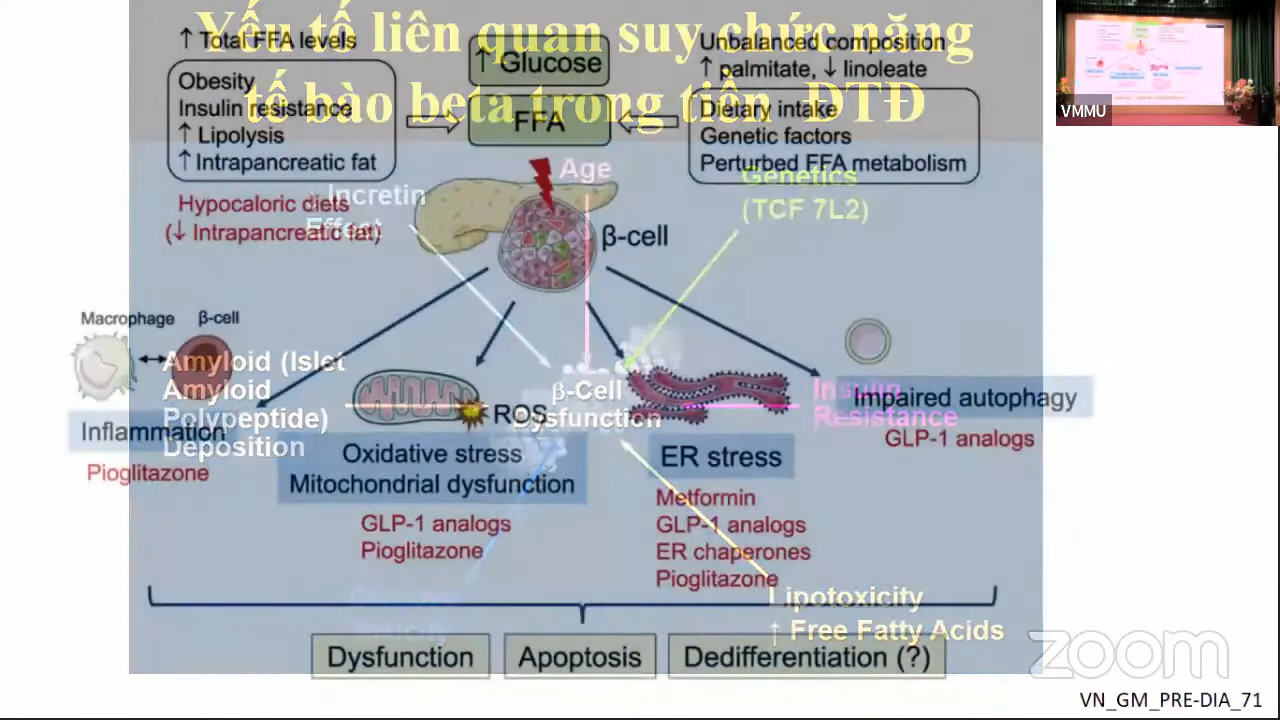 Yếu tố liên quan suy chức năng
tế bào beta trong tiền ĐTĐ
↑ Total FFA levels
Obesity
Insulin resistance
↑ Lipolysis
↑ Intrapancreatic fat
Hypocaloric diets
(↓ Intrapancreatic fat)
↑ Glucose
FFA
Unbalanced composition
↑ palmitate, ↓ linoleate
Dietary intake
Genetic factors
Perturbed FFA metabolism
↓ Incretin
Effect
Age
Genetics
(TCF 7L2)
β-cell
Macrophage
β-cell
Amyloid (Islet
Amyloid
Polypeptide)
Deposition
Inflammation
Pioglitazone
ROS
β-Cell
Dysfunction
Oxidative stress
Mitochondrial dysfunction
GLP-1 analogs
Pioglitazone
ER stress
Metformin
GLP-1 analogs
ER chaperones
Pioglitazone
Insulin
Resistance
Impaired autophagy
GLP-1 analogs
Toxicity
Lipotoxicity
↑ Free Fatty Acids
Dysfunction
Apoptosis
Dedifferentiation (?)
VMMU
zoom
VN_GM_PRE-DIA_71